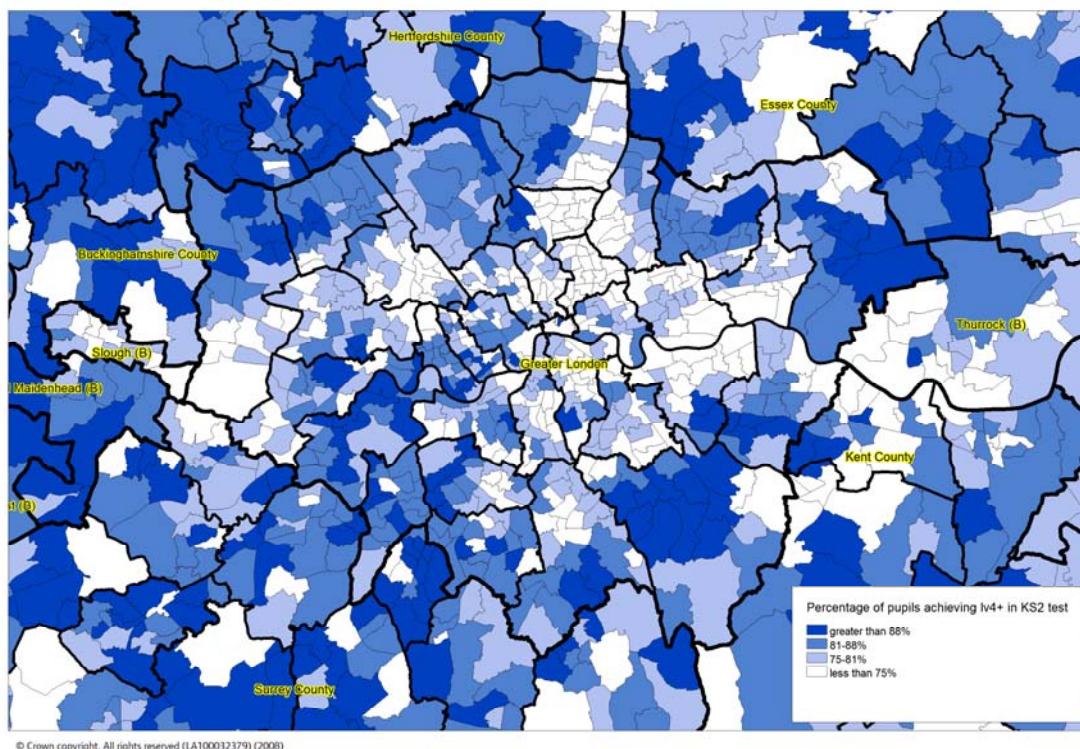 Hertfordshire County
Essex County
Buckinghamshire County
Thurrock (B)
Slough (B)
Greater London
Maidenhead (B)
Kent County
(B)
Surrey County
Percentage of pupils achieving lv4+ in KS2 test
greater than 88%
81-88%
75-81%
less than 75%
© Crown copyright. All rights reserved (LA100032379) (2008)